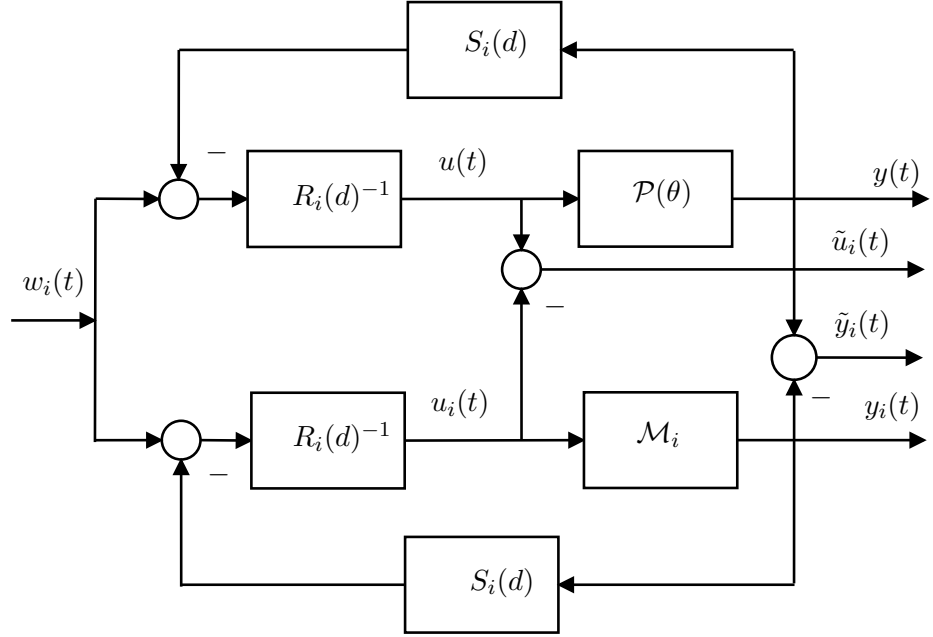 S_i(d)
−
u(t)
R_i(d)^{-1}
𝒫(θ)
y(t)
ũ_i(t)
w_i(t)
−
ỹ_i(t)
u_i(t)
−
y_i(t)
R_i(d)^{-1}
ℳ_i
−
S_i(d)